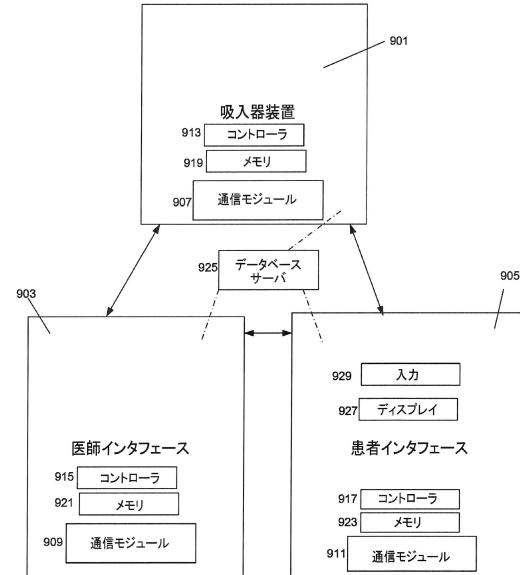 901
吸入器装置
913 コントローラ
919 メモリ
907 通信モジュール
925 データベース
サーバ
903
905
929 入力
927 ディスプレイ
医師インタフェース
915 コントローラ
921 メモリ
909 通信モジュール
患者インタフェース
917 コントローラ
923 メモリ
911 通信モジュール